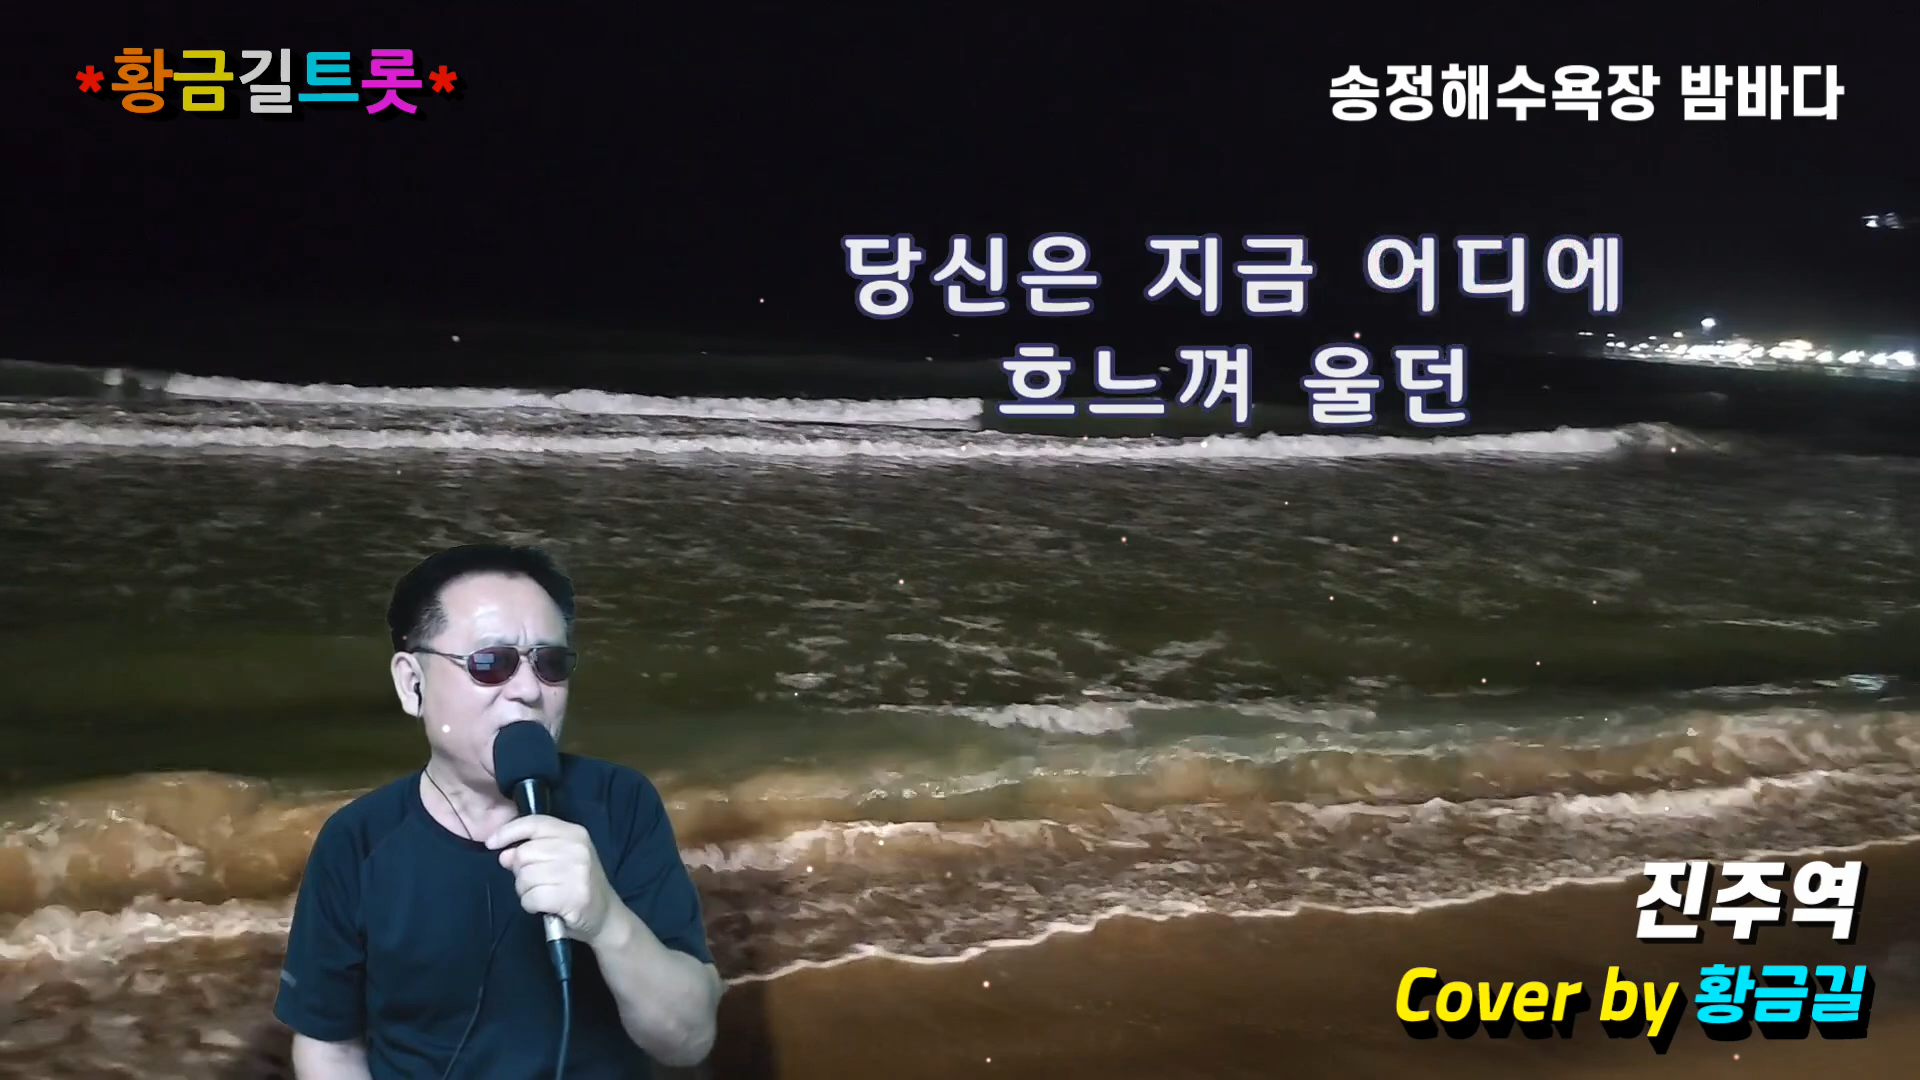 *황금길트롯*
송정해수욕장 밤바다
당신은 지금 어디에
흐느껴 울던
진주역
Cover by 황금길